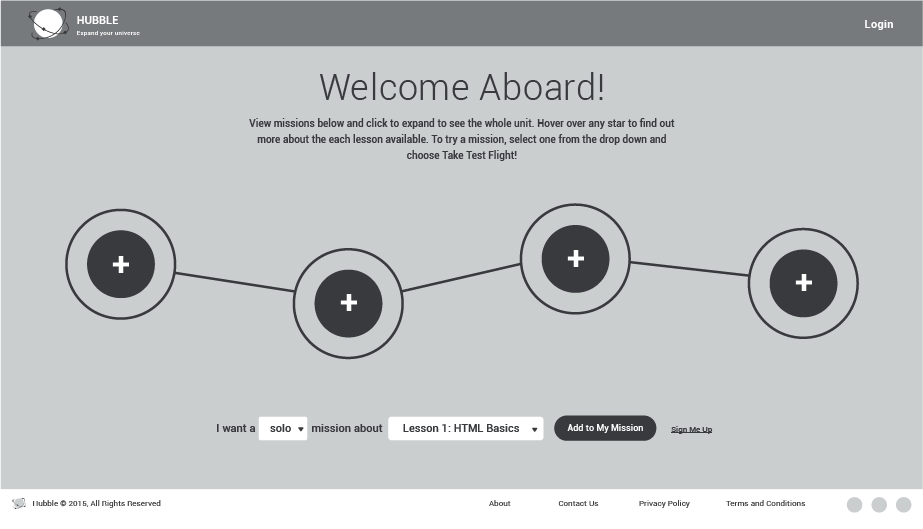 HUBBLE
Expand your universe
Login
Welcome Aboard!
View missions below and click to expand to see the whole unit. Hover over any star to find out
more about the each lesson available. To try a mission, select one from the drop down and
choose Take Test Flight!
I want a solo mission about Lesson 1: HTML Basics Add to My Mission Sign Me Up
Hubble © 2015, All Rights Reserved About Contact Us Privacy Policy Terms and Conditions